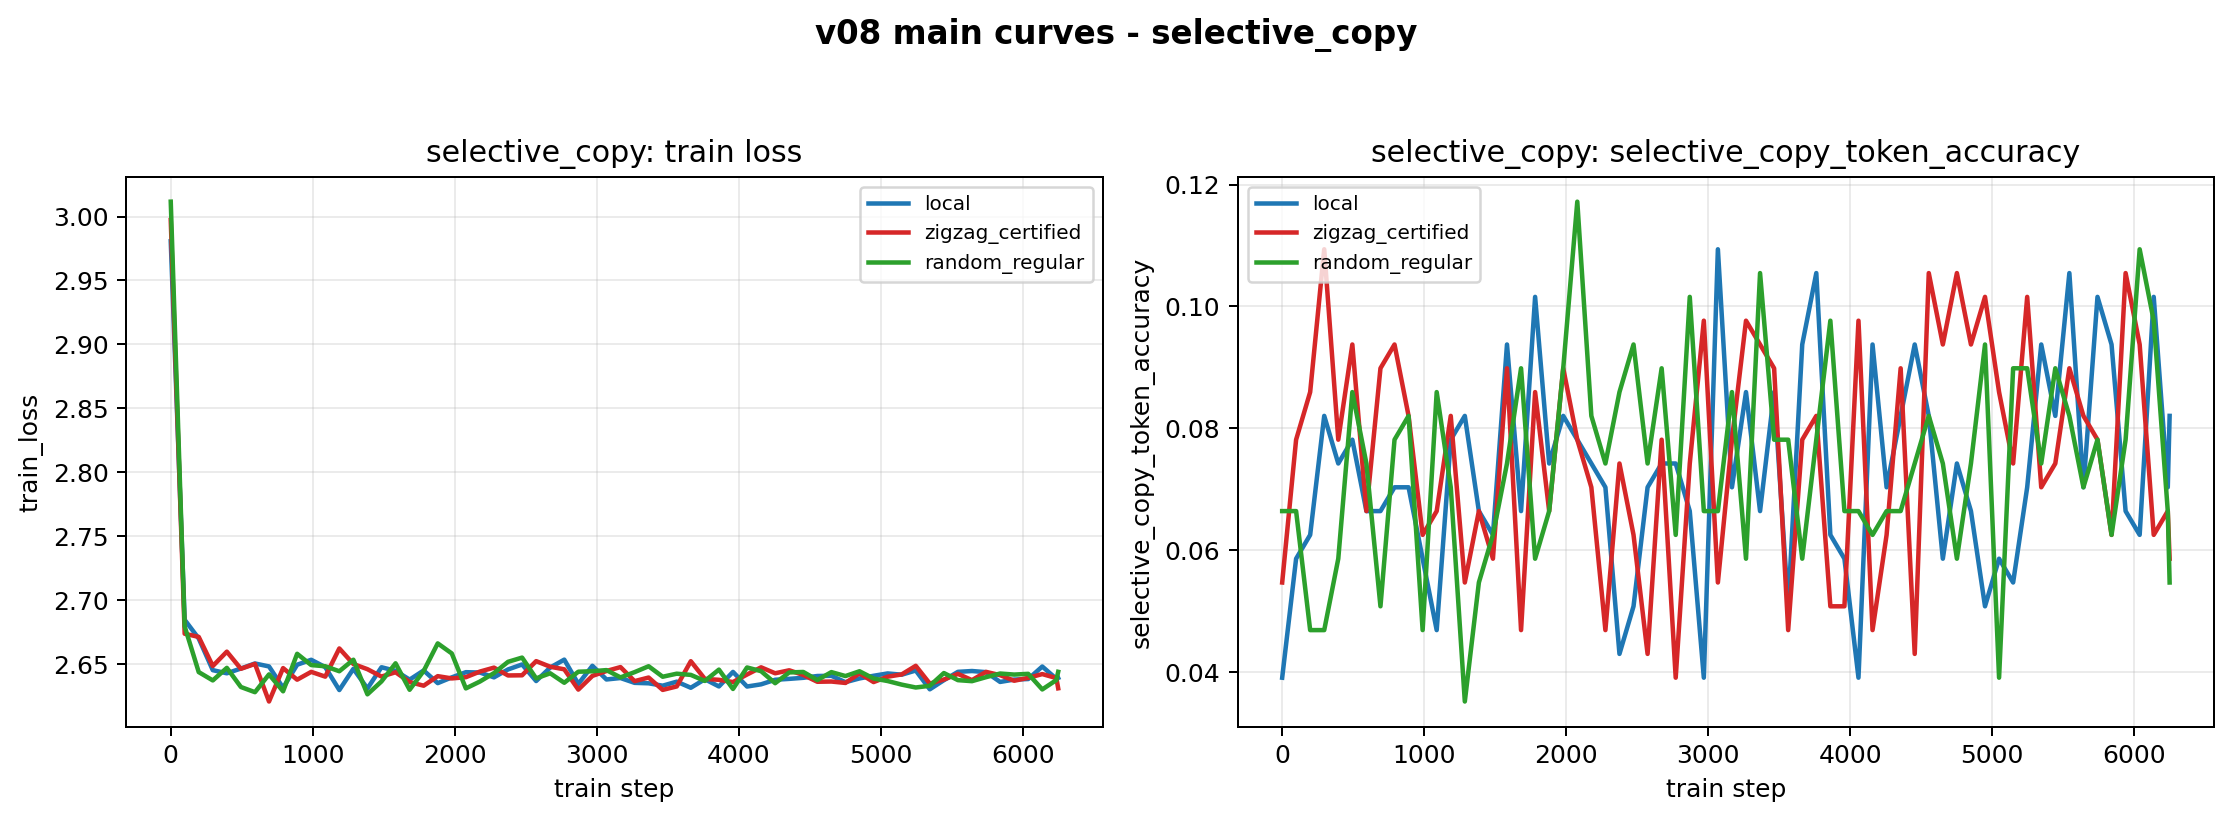 v08 main curves - selective_copy
selective_copy: train loss
train_loss
3.00
2.95
2.90
2.85
2.80
2.75
2.70
2.65
local
zigzag_certified
random_regular
0 1000 2000 3000 4000 5000 6000
train step
selective_copy: selective_copy_token_accuracy
selective_copy_token_accuracy
0.12
0.10
0.08
0.06
0.04
local
zigzag_certified
random_regular
0 1000 2000 3000 4000 5000 6000
train step